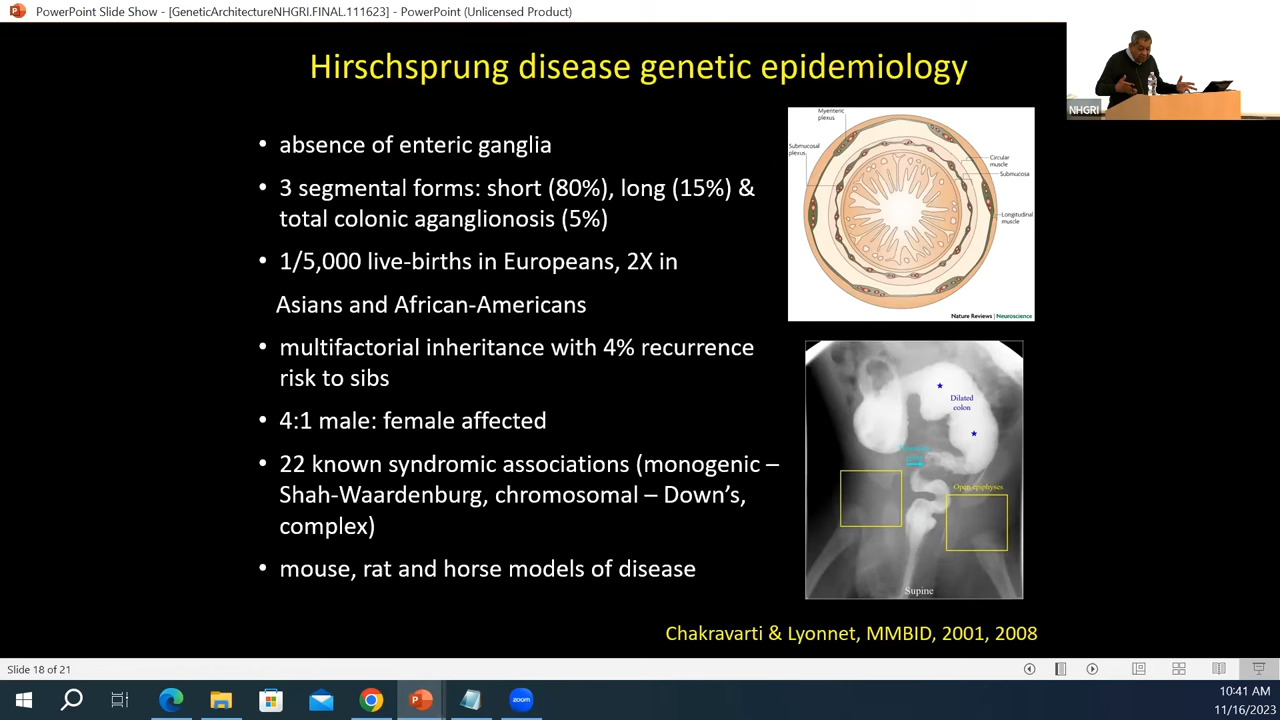 PowerPoint Slide Show - [GeneticArchitectureNHGRI.FINAL.111623] - PowerPoint (Unlicensed Product)
Hirschsprung disease genetic epidemiology
NHGRI
• absence of enteric ganglia
• 3 segmental forms: short (80%), long (15%) &
total colonic aganglionosis (5%)
• 1/5,000 live-births in Europeans, 2X in
Asians and African-Americans
• multifactorial inheritance with 4% recurrence
risk to sibs
• 4:1 male: female affected
• 22 known syndromic associations (monogenic –
Shah-Waardenburg, chromosomal – Down’s,
complex)
• mouse, rat and horse models of disease
Myenteric
plexus
Submucosal
plexus
Circular
muscle
Submucosa
Longitudinal
muscle
Nature Reviews | Neuroscience
Dilated
colon
Open epiphyses
Supine
Chakravarti & Lyonnet, MMBID, 2001, 2008
Slide 18 of 21
zoom
10:41 AM
11/16/2023